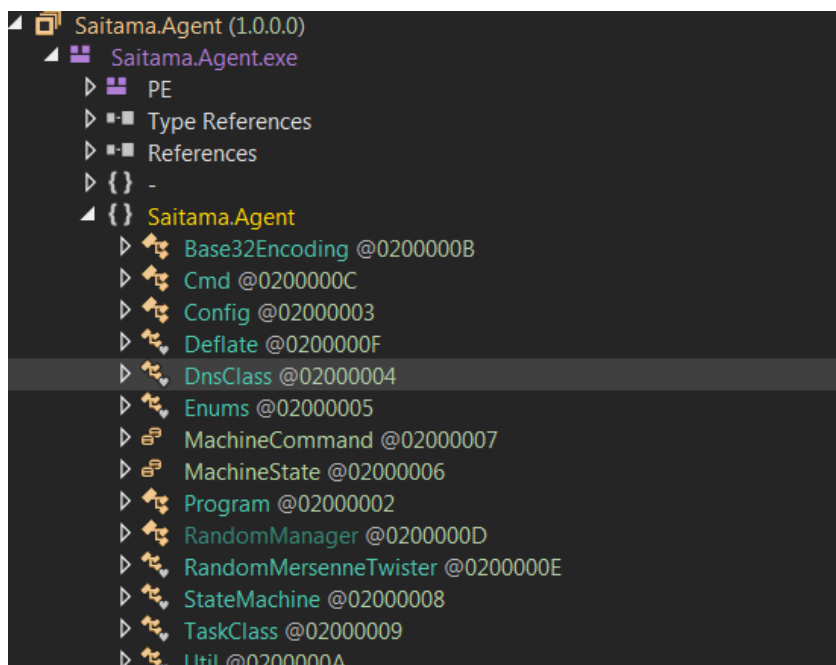 Saitama.Agent (1.0.0.0)
Saitama.Agent.exe
PE
Type References
References
{ } -
{ } Saitama.Agent
Base32Encoding @0200000B
Cmd @0200000C
Config @02000003
Deflate @0200000F
DnsClass @02000004
Enums @02000005
MachineCommand @02000007
MachineState @02000006
Program @02000002
RandomManager @0200000D
RandomMersenneTwister @0200000E
StateMachine @02000008
TaskClass @02000009
Util @0200000A